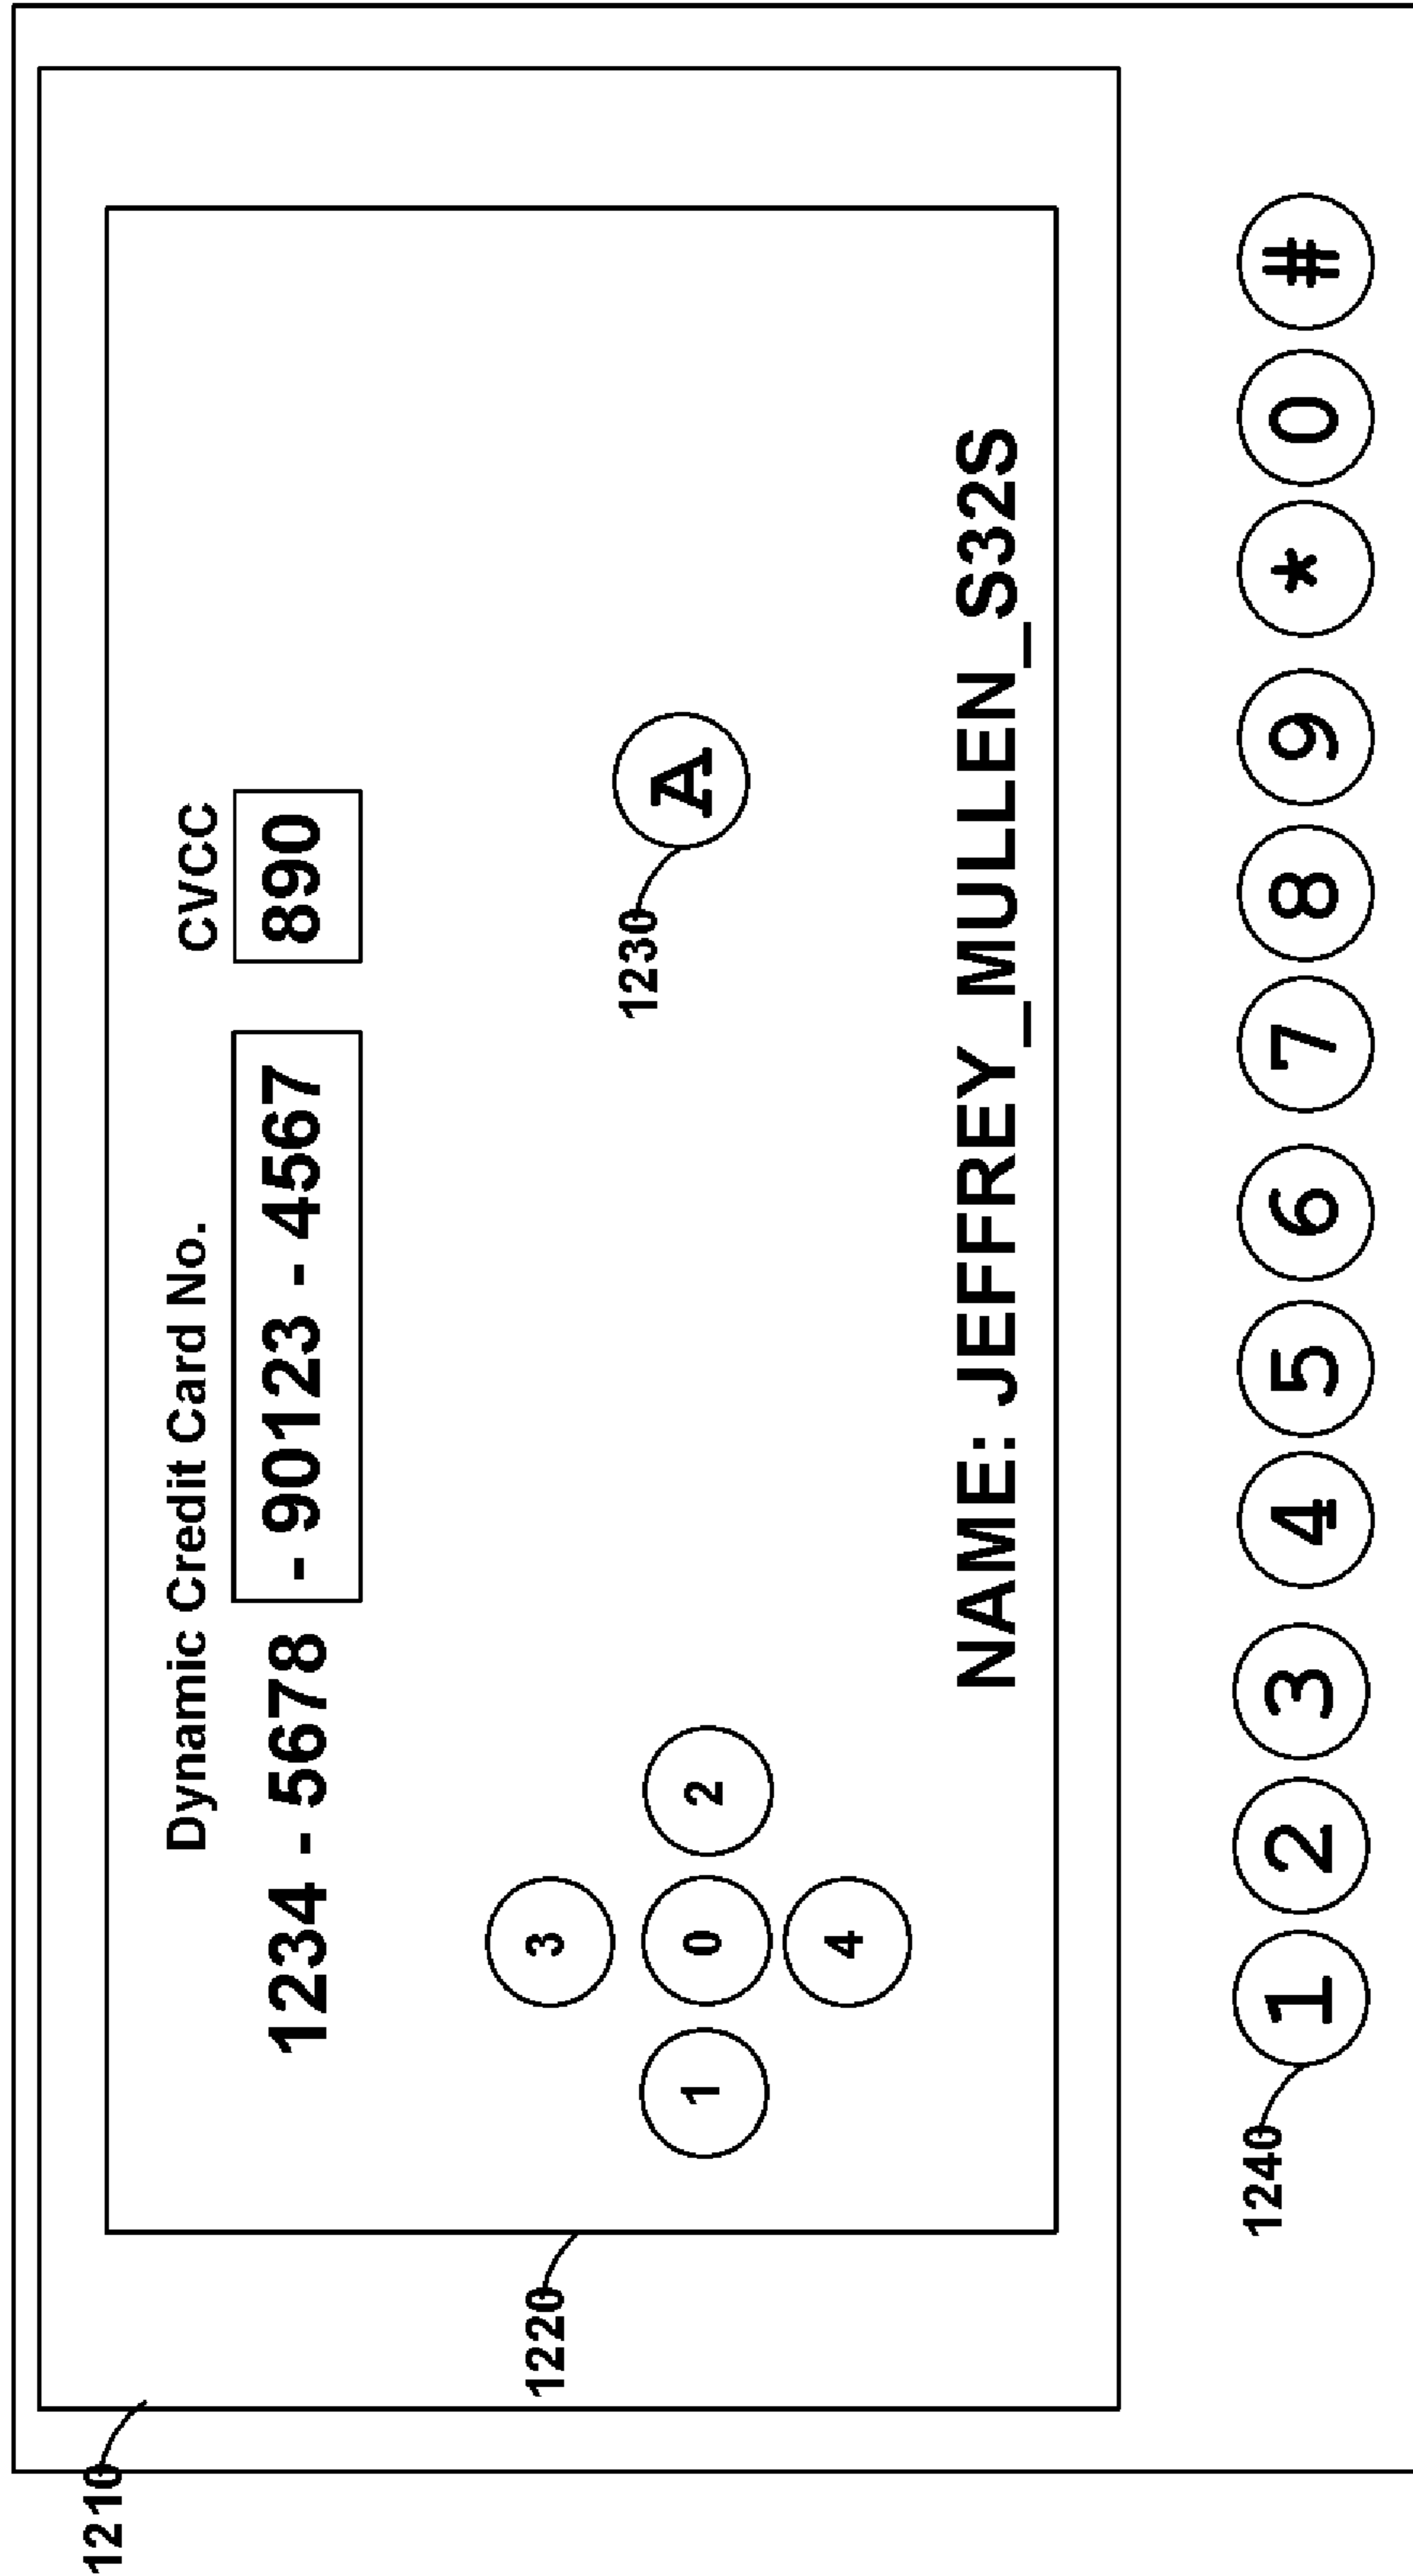 1210
1220
Dynamic Credit Card No. CVCC
1234 - 5678 - 90123 - 4567 890
3
1 0 2
4
1230
A
NAME: JEFFREY_MULLEN_S32S
1240
1 2 3 4 5 6 7 8 9 * 0 #